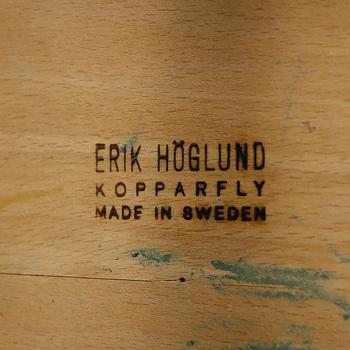 ERIK HÖGLUND
KOPPARFLY
MADE IN SWEDEN